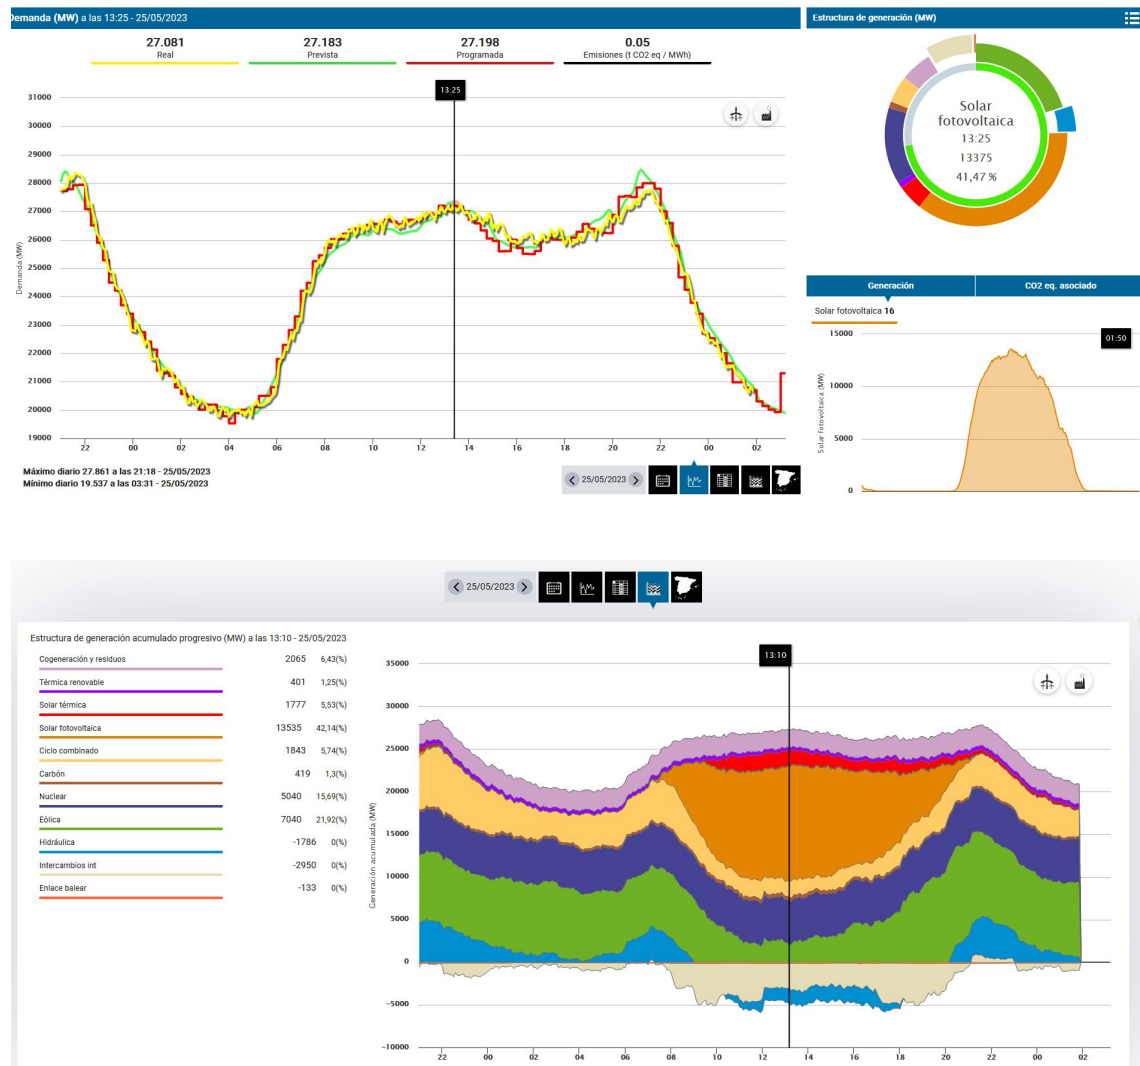 Demanda (MW) a las 13:25 - 25/05/2023
27.081 27.183 27.198 0.05
Real Prevista Programada Emisiones (t CO2 eq / MWh)
13:25
31000
30000
29000
28000
27000
26000
25000
24000
23000
22000
21000
20000
19000
Demanda (MW)
22 00 02 04 06 08 10 12 14 16 18 20 22 00 02
Máximo diario 27.861 a las 21:18 - 25/05/2023
Mínimo diario 19.537 a las 03:31 - 25/05/2023
25/05/2023
Estructura de generación (MW)
Solar
fotovoltaica
13:25
13375
41,47 %
Generación CO2 eq. asociado
Solar fotovoltaica 16
01:50
15000
10000
5000
0
Solar fotovoltaica (MW)
25/05/2023
Estructura de generación acumulado progresivo (MW) a las 13:10 - 25/05/2023
Cogeneración y residuos 2065 6,43(%)
Térmica renovable 401 1,25(%)
Solar térmica 1777 5,53(%)
Solar fotovoltaica 13535 42,14(%)
Ciclo combinado 1843 5,74(%)
Carbón 419 1,3(%)
Nuclear 5040 15,69(%)
Eólica 7040 21,92(%)
Hidráulica -1786 0(%)
Intercambios int -2950 0(%)
Enlace balear -133 0(%)
13:10
35000
30000
25000
20000
15000
10000
5000
0
-5000
-10000
Generación acumulada (MW)
22 00 02 04 06 08 10 12 14 16 18 20 22 00 02